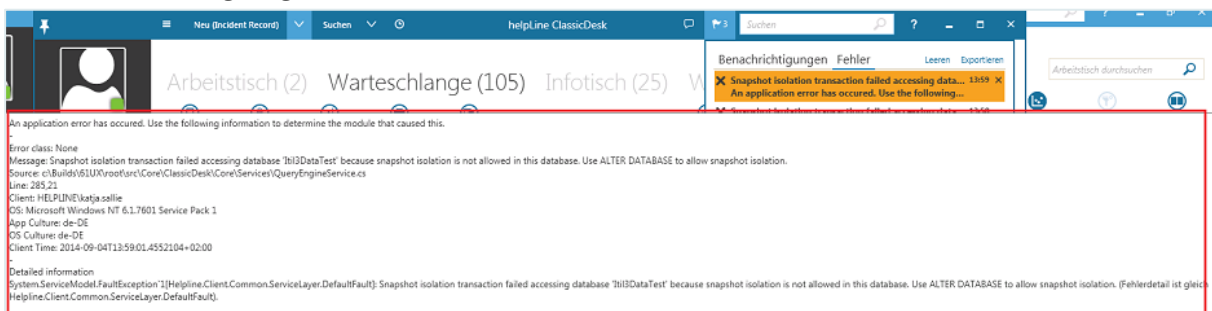 Neu (Incident Record)
Suchen
helpLine ClassicDesk
3
Suchen
?
Arbeitstisch (2)
Warteschlange (105)
Infotisch (25)
W
Benachrichtigungen
Fehler
Leeren
Exportieren
Snapshot isolation transaction failed accessing data... 13:59
An application error has occured. Use the following...
Arbeitstisch durchsuchen
An application error has occured. Use the following information to determine the module that caused this.
-
Error class: None
Message: Snapshot isolation transaction failed accessing database 'Itil3DataTest' because snapshot isolation is not allowed in this database. Use ALTER DATABASE to allow snapshot isolation.
Source: c:\Builds\61UX\root\src\Core\ClassicDesk\Core\Services\QueryEngineService.cs
Line: 285,21
Client: HELPLINE\katja.sallie
OS: Microsoft Windows NT 6.1.7601 Service Pack 1
App Culture: de-DE
OS Culture: de-DE
Client Time: 2014-09-04T13:59:01.4552104+02:00
-
Detailed information
System.ServiceModel.FaultException`1[Helpline.Client.Common.ServiceLayer.DefaultFault]: Snapshot isolation transaction failed accessing database 'Itil3DataTest' because snapshot isolation is not allowed in this database. Use ALTER DATABASE to allow snapshot isolation. (Fehlerdetail ist gleich
Helpline.Client.Common.ServiceLayer.DefaultFault).